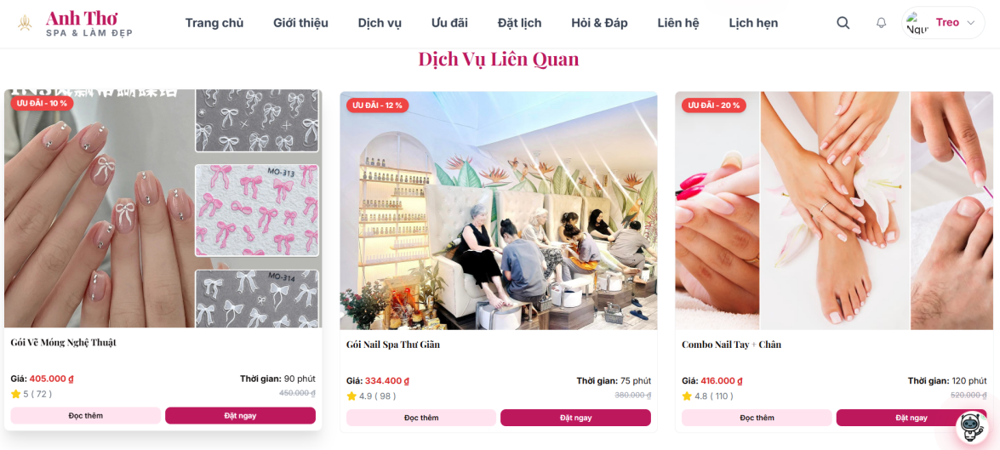 Anh Thơ
SPA & LÀM ĐẸP
Trang chủ
Giới thiệu
Dịch vụ
Ưu đãi
Đặt lịch
Hỏi & Đáp
Liên hệ
Lịch hẹn
Treo
Dịch Vụ Liên Quan
ƯU ĐÃI - 10 %
MO-313
MO-314
Gói Vẽ Móng Nghệ Thuật
Giá: 405.000 ₫
Thời gian: 90 phút
5 ( 72 )
450.000 ₫
Đọc thêm
Đặt ngay
ƯU ĐÃI - 12 %
Gói Nail Spa Thư Giãn
Giá: 334.400 ₫
Thời gian: 75 phút
4.9 ( 98 )
380.000 ₫
Đọc thêm
Đặt ngay
ƯU ĐÃI - 20 %
Combo Nail Tay + Chân
Giá: 416.000 ₫
Thời gian: 120 phút
4.8 ( 110 )
520.000 ₫
Đọc thêm
Đặt ngay